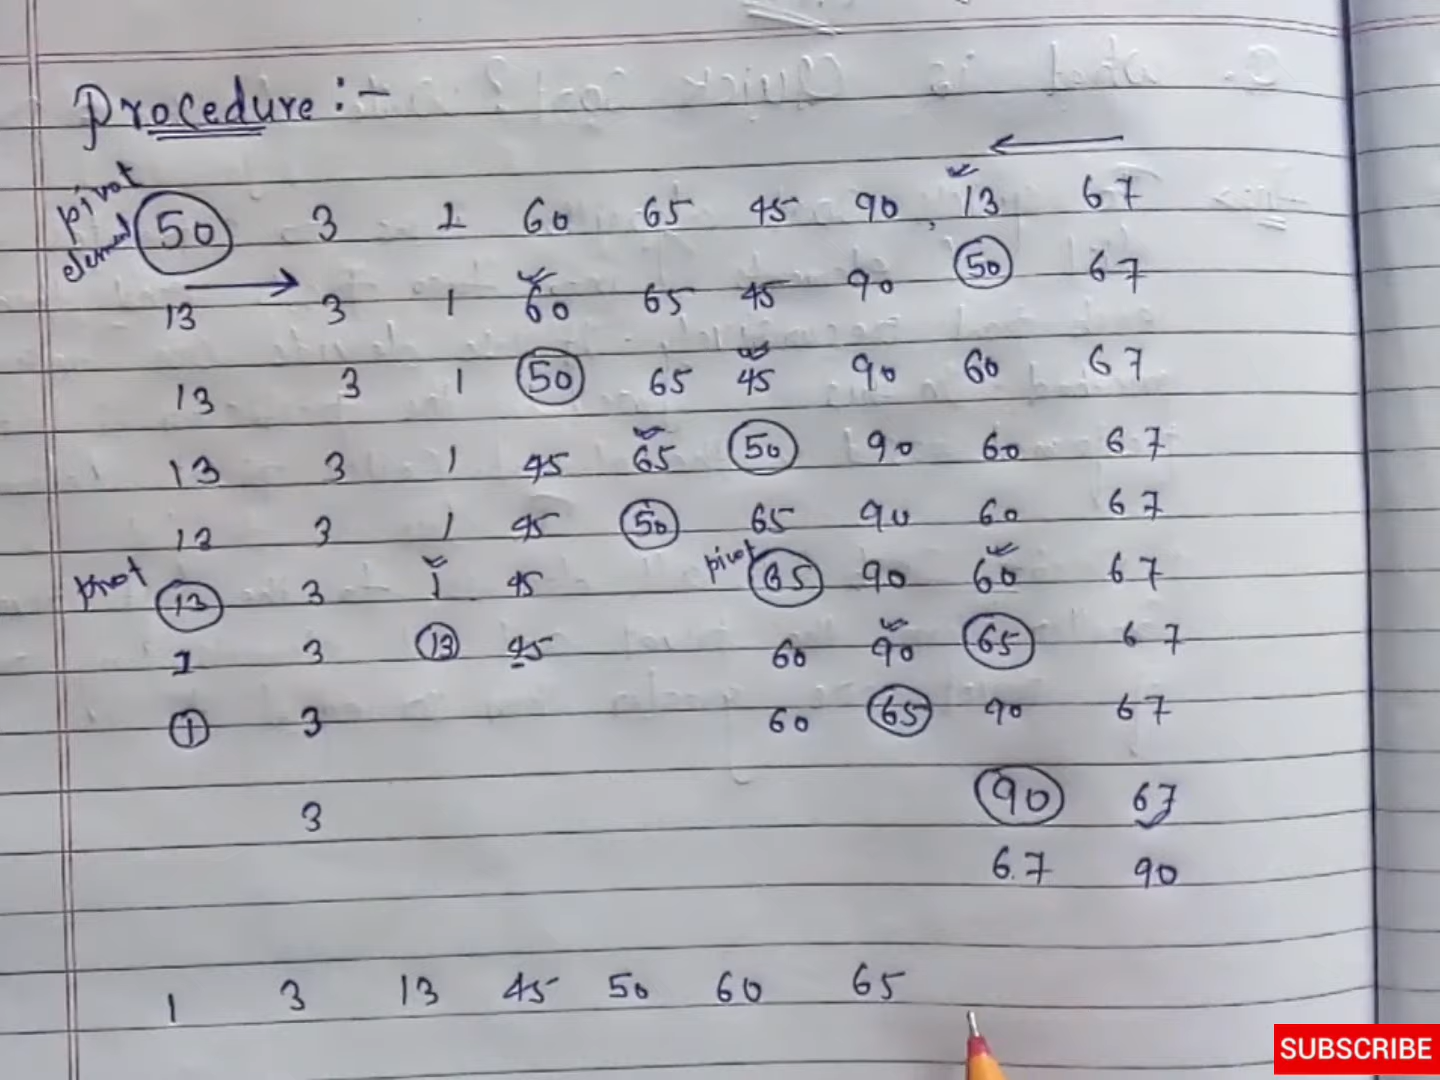 Procedure :-
pivot element
50 3 1 60 65 45 90, 13 67
13 3 1 60 65 45 90 50 67
13 3 1 50 65 45 90 60 67
13 3 1 45 65 50 90 60 67
13 3 1 45 50 65 90 60 67
pivot 13 3 1 45 pivot 65 90 60 67
1 3 13 45 60 90 65 67
1 3 60 65 90 67
3 90 67
67 90
1 3 13 45 50 60 65
SUBSCRIBE